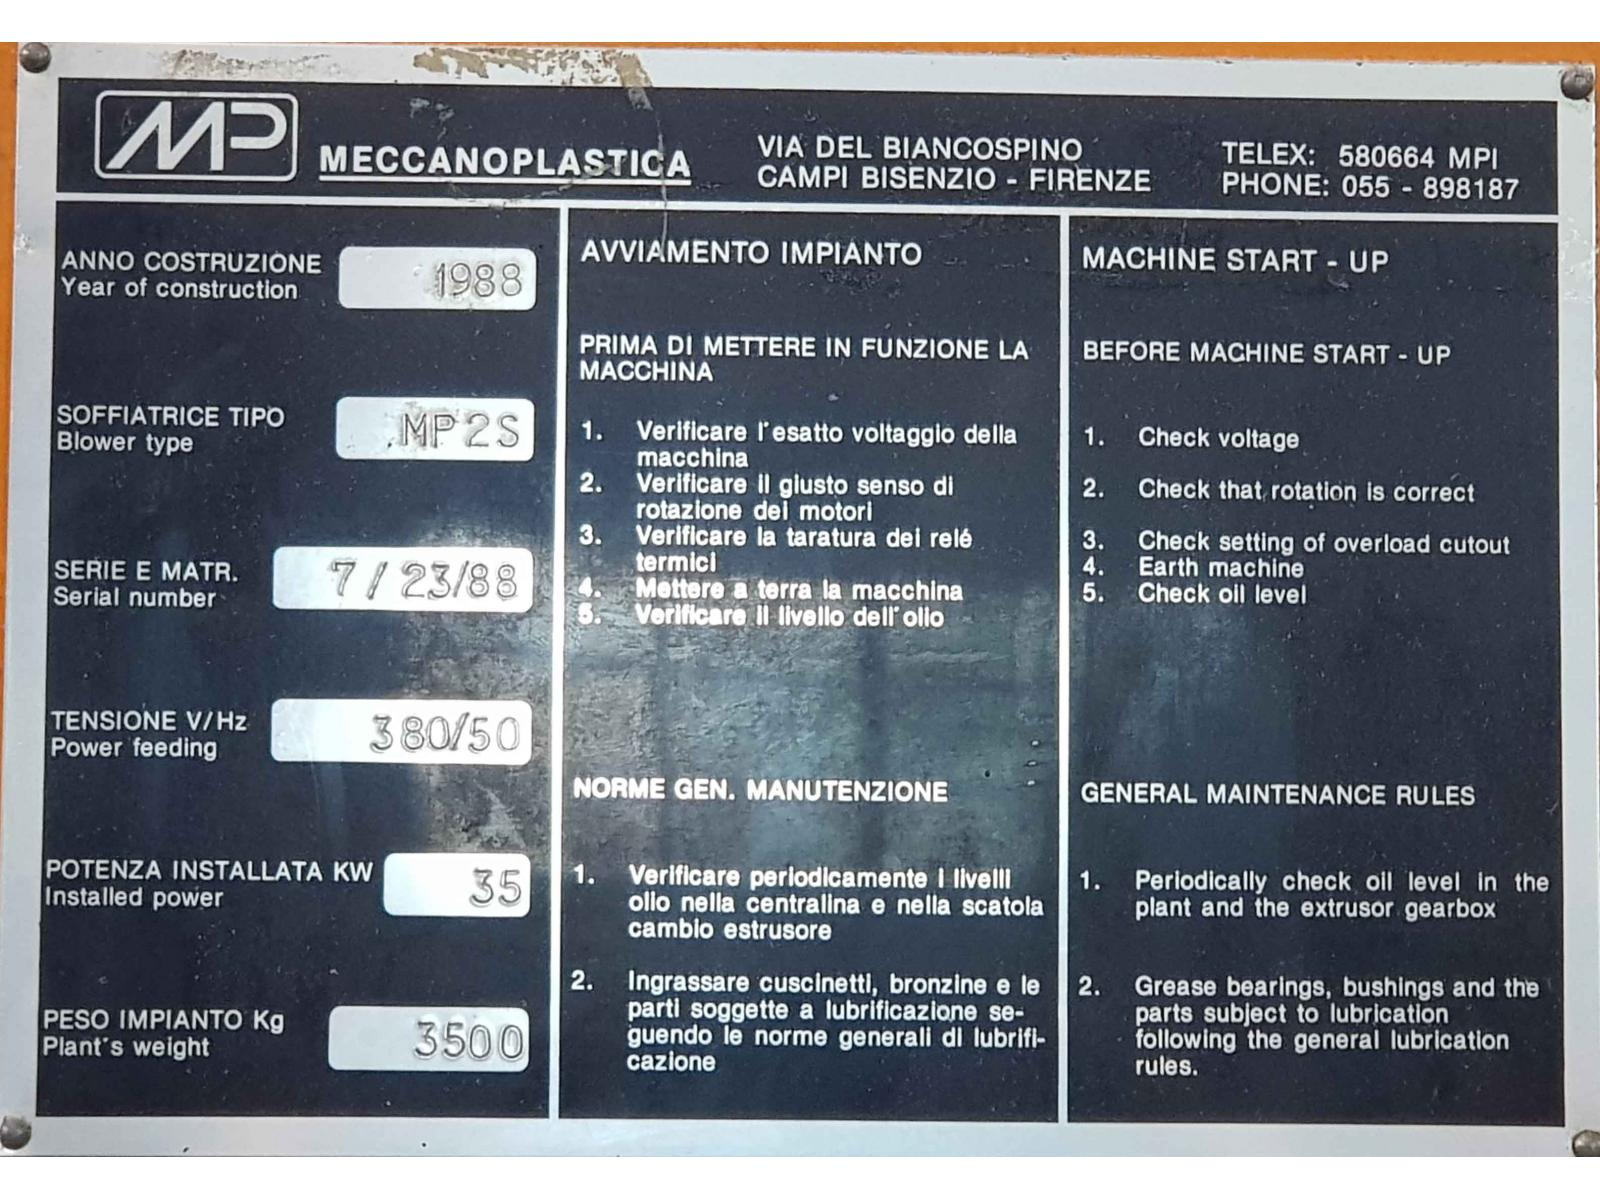 MP MECCANOPLASTICA
VIA DEL BIANCOSPINO
CAMPI BISENZIO - FIRENZE
TELEX: 580664 MPI
PHONE: 055 - 898187
ANNO COSTRUZIONE
Year of construction
1988
SOFFIATRICE TIPO
Blower type
MP2S
SERIE E MATR.
Serial number
7/23/88
TENSIONE V/Hz
Power feeding
380/50
POTENZA INSTALLATA KW
Installed power
35
PESO IMPIANTO Kg
Plant's weight
3500
AVVIAMENTO IMPIANTO
PRIMA DI METTERE IN FUNZIONE LA
MACCHINA
1. Verificare l'esatto voltaggio della
macchina
2. Verificare il giusto senso di
rotazione dei motori
3. Verificare la taratura dei relé
termici
4. Mettere a terra la macchina
5. Verificare il livello dell'olio
NORME GEN. MANUTENZIONE
1. Verificare periodicamente i livelli
olio nella centralina e nella scatola
cambio estrusore
2. Ingrassare cuscinetti, bronzine e le
parti soggette a lubrificazione se-
guendo le norme generali di lubrifi-
cazione
MACHINE START - UP
BEFORE MACHINE START - UP
1. Check voltage
2. Check that rotation is correct
3. Check setting of overload cutout
4. Earth machine
5. Check oil level
GENERAL MAINTENANCE RULES
1. Periodically check oil level in the
plant and the extrusor gearbox
2. Grease bearings, bushings and the
parts subject to lubrication
following the general lubrication
rules.